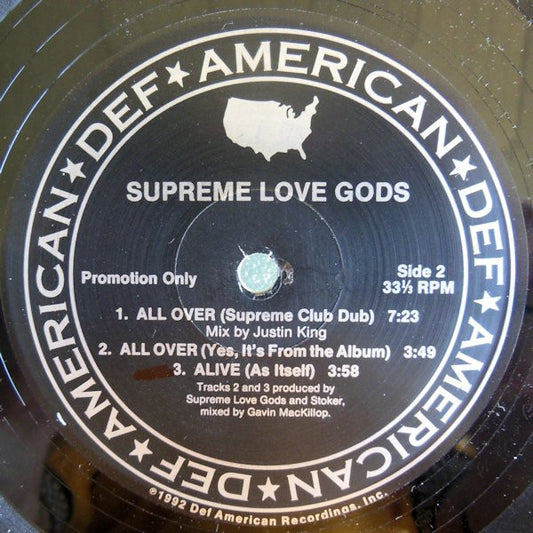 DEF ★ AMERICAN ★ DEF ★ AMERICAN ★ DEF ★ AMERICAN ★
SUPREME LOVE GODS
Promotion Only
Side 2
33⅓ RPM
1. ALL OVER (Supreme Club Dub) 7:23
Mix by Justin King
2. ALL OVER (Yes, It's From the Album) 3:49
3. ALIVE (As Itself) 3:58
Tracks 2 and 3 produced by
Supreme Love Gods and Stoker,
mixed by Gavin MacKillop.
℗1992 Def American Recordings, Inc.